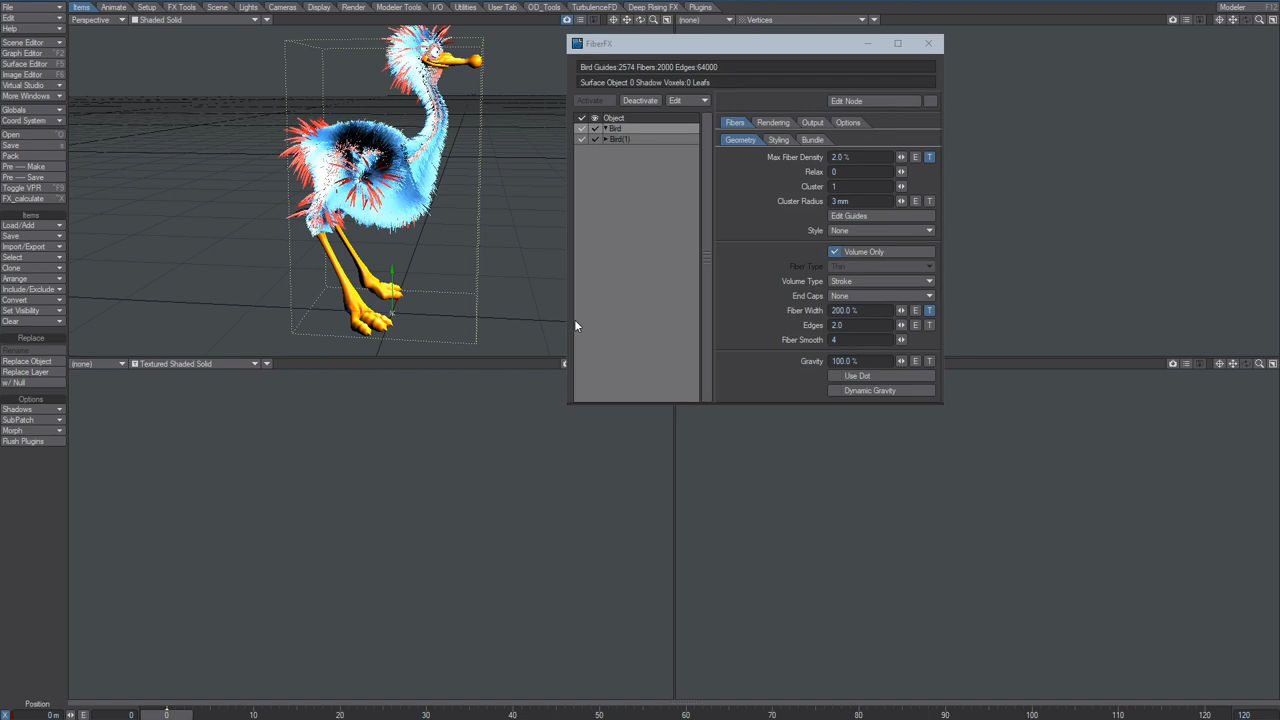 File Items Animate Setup FX Tools Scene Lights Cameras Display Render Modeler Tools I/O Utilities User Tab OD_Tools TurbulenceFD Deep Rising FX Plugins Modeler F12
Edit Perspective Shaded Solid (none) Vertices
Help
Scene Editor
Graph Editor ^F2
Surface Editor F5
Image Editor F6
Virtual Studio
More Windows
Globals
Coord System
Open ^O
Save s
Pack
Pre ---- Make
Pre ---- Save
Toggle VPR ^F9
FX_calculate ^X
Items
Load/Add
Save
Import/Export
Select
Clone
Arrange
Include/Exclude
Convert
Set Visibility
Clear
Replace
Rename
Replace Object
Replace Layer
w/ Null
Options
Shadows
SubPatch
Morph
Flush Plugins
FiberFX
Bird Guides:2574 Fibers:2000 Edges:64000
Surface Object 0 Shadow Voxels:0 Leafs
Activate Deactivate Edit Edit Node
Object
Bird
Bird(1)
Fibers Rendering Output Options
Geometry Styling Bundle
Max Fiber Density 2.0 % E T
Relax 0
Cluster 1
Cluster Radius 3 mm E T
Edit Guides
Style None
Volume Only
Fiber Type Thin
Volume Type Stroke
End Caps None
Fiber Width 200.0 % E T
Edges 2.0 E T
Fiber Smooth 4
Gravity 100.0 % E T
Use Dot
Dynamic Gravity
(none) Textured Shaded Solid
Position
X 0 m E 0 0 10 20 30 40 50 60 70 80 90 100 110 120 120